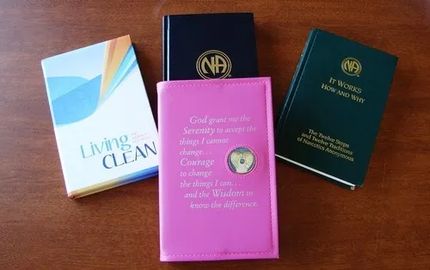 Living
CLEAN
NA
God grant me the
Serenity to accept the
things I cannot
change...
Courage
to change
the things I can....
and the Wisdom to
know the difference.
NA
IT WORKS
HOW AND WHY
The Twelve Steps
and Twelve Traditions
of Narcotics Anonymous